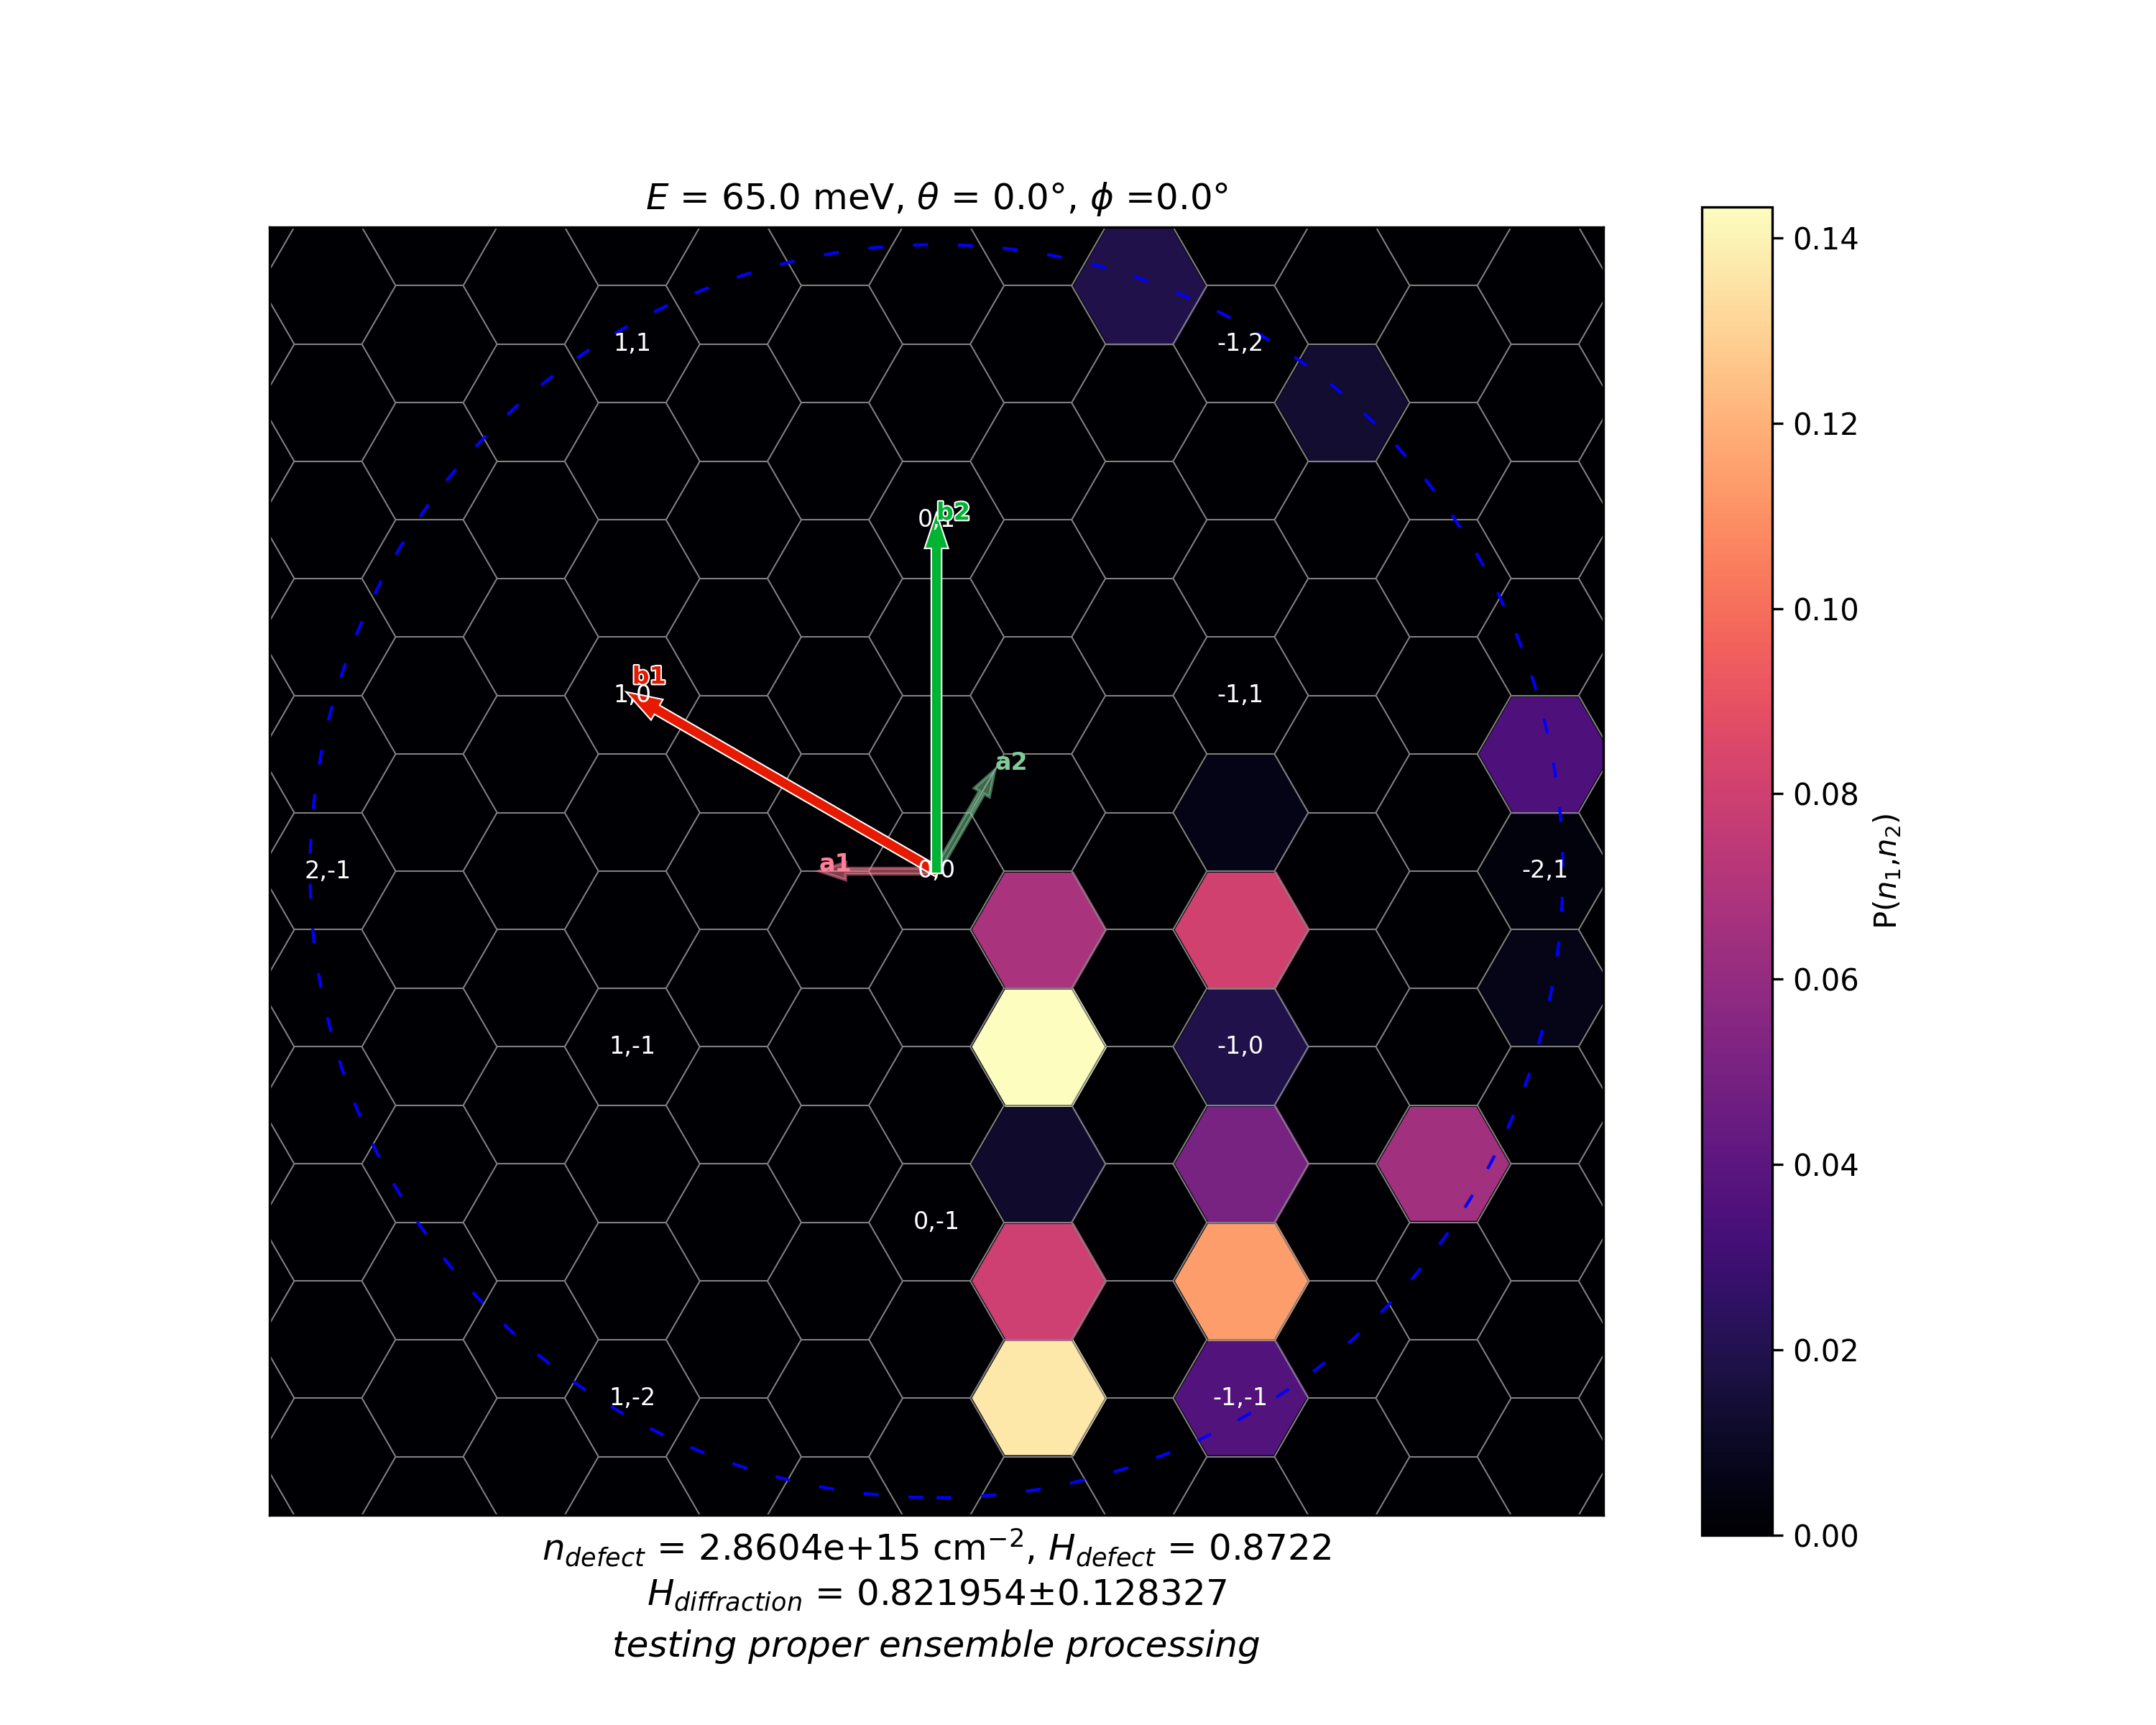 E = 65.0 meV, θ = 0.0°, ϕ =0.0°
0.14
0.12
0.10
0.08
0.06
0.04
0.02
0.00
P(n₁,n₂)
1,1
-1,2
0,1
b2
b1
1,0
-1,1
a2
a1
2,-1
0,0
-2,1
1,-1
-1,0
0,-1
1,-2
-1,-1
n_defect = 2.8604e+15 cm⁻², H_defect = 0.8722
H_diffraction = 0.821954±0.128327
testing proper ensemble processing